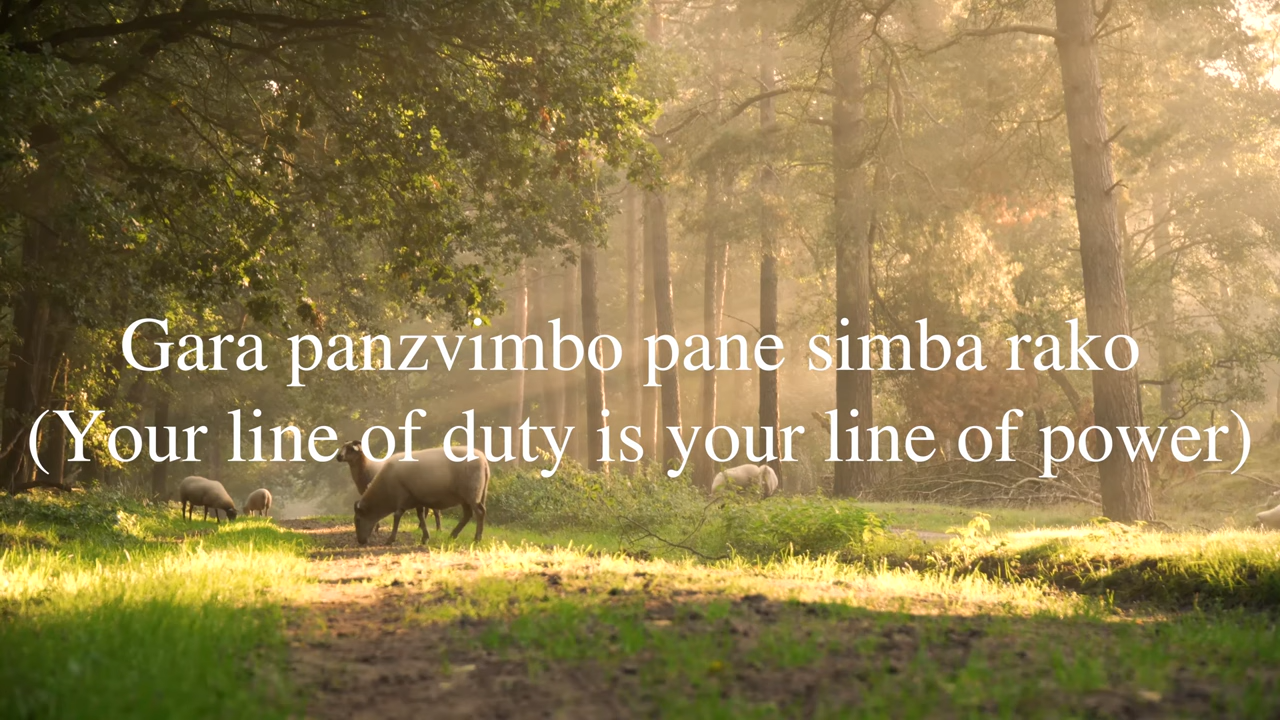 Gara panzvimbo pane simba rako
(Your line of duty is your line of power)